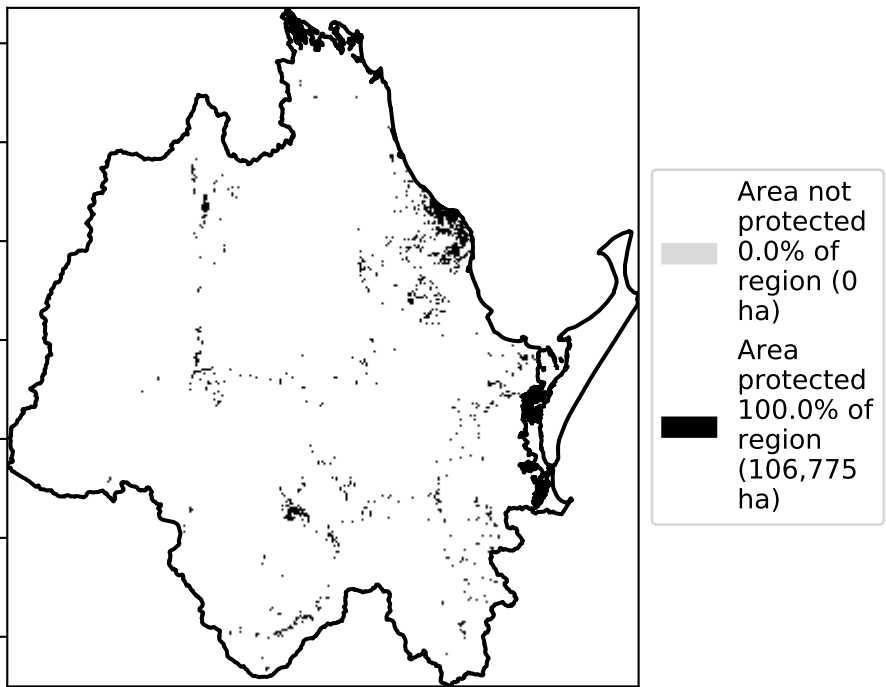 Area not
protected
0.0% of
region (0
ha)
Area
protected
100.0% of
region
(106,775
ha)